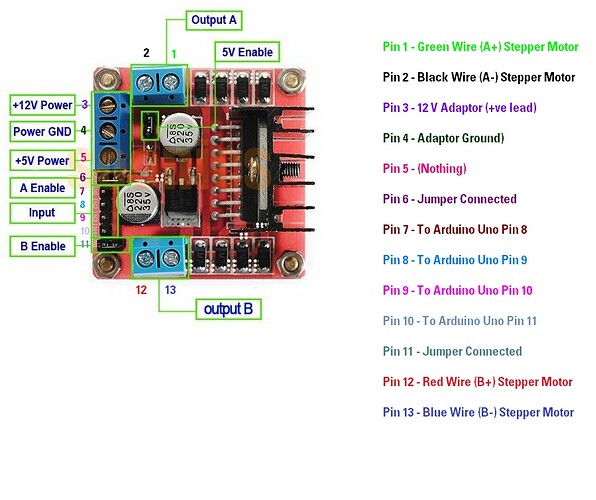 Output A
2
1
5V Enable
+12V Power
3
Power GND
4
+5V Power
5
A Enable
6
7
8
Input
9
10
B Enable
11
12
13
output B
220
35V
220
35V
Pin 1 - Green Wire (A+) Stepper Motor
Pin 2 - Black Wire (A-) Stepper Motor
Pin 3 - 12 V Adaptor (+ve lead)
Pin 4 - Adaptor Ground)
Pin 5 - (Nothing)
Pin 6 - Jumper Connected
Pin 7 - To Arduino Uno Pin 8
Pin 8 - To Arduino Uno Pin 9
Pin 9 - To Arduino Uno Pin 10
Pin 10 - To Arduino Uno Pin 11
Pin 11 - Jumper Connected
Pin 12 - Red Wire (B+) Stepper Motor
Pin 13 - Blue Wire (B-) Stepper Motor